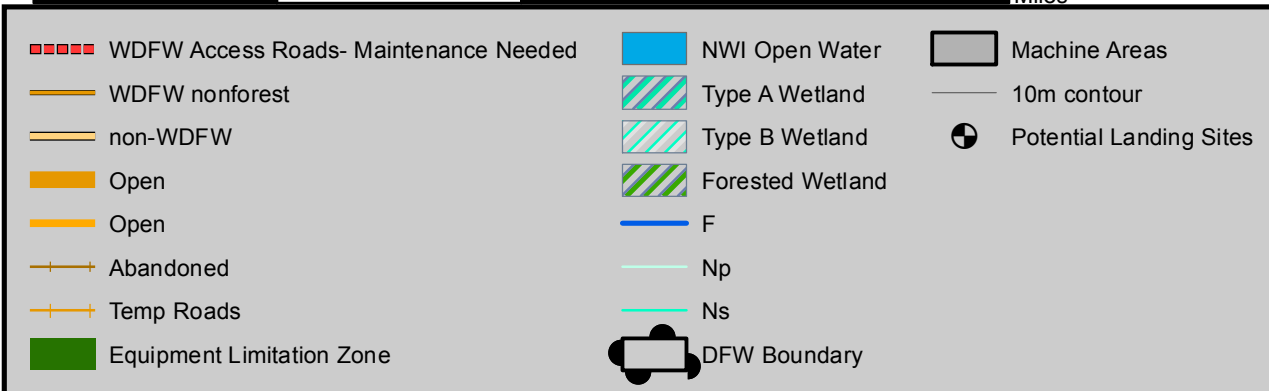 Miles
WDFW Access Roads- Maintenance Needed
WDFW nonforest
non-WDFW
Open
Open
Abandoned
Temp Roads
Equipment Limitation Zone
NWI Open Water
Type A Wetland
Type B Wetland
Forested Wetland
F
Np
Ns
DFW Boundary
Machine Areas
10m contour
Potential Landing Sites